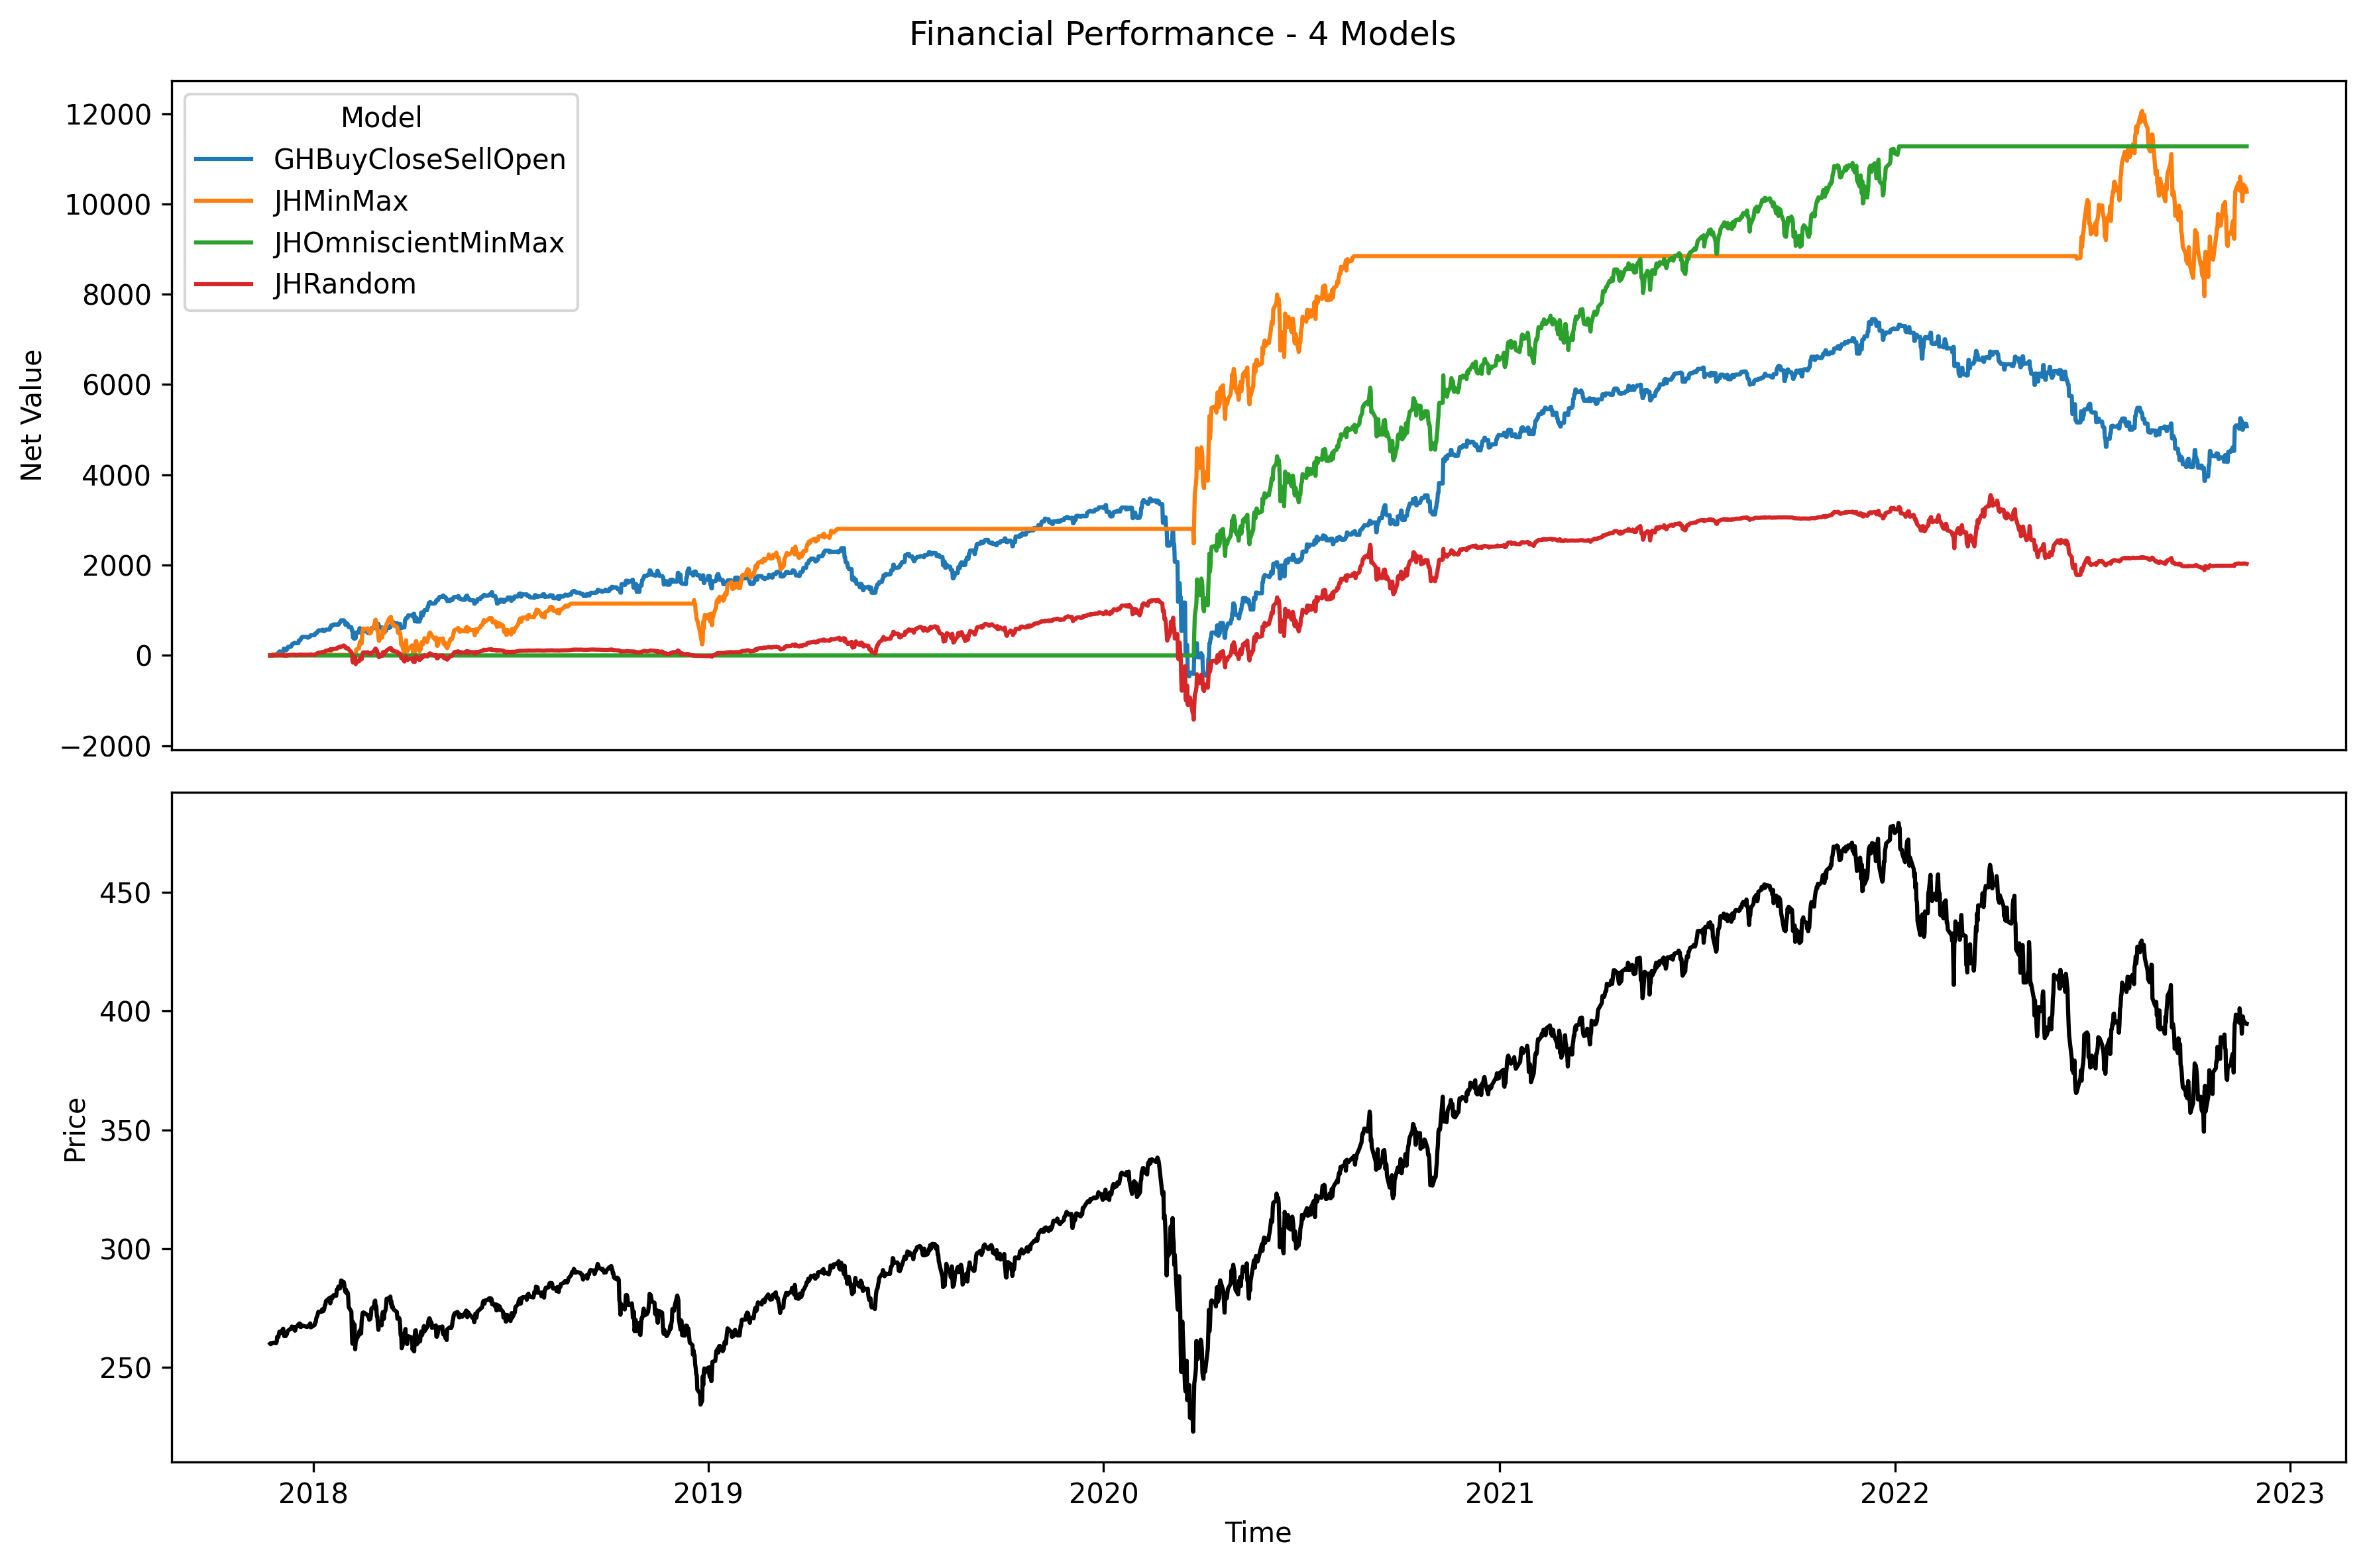 Financial Performance - 4 Models
12000
10000
8000
6000
4000
2000
0
−2000
Net Value
Model
GHBuyCloseSellOpen
JHMinMax
JHOmniscientMinMax
JHRandom
450
400
350
300
250
Price
2018 2019 2020 2021 2022 2023
Time